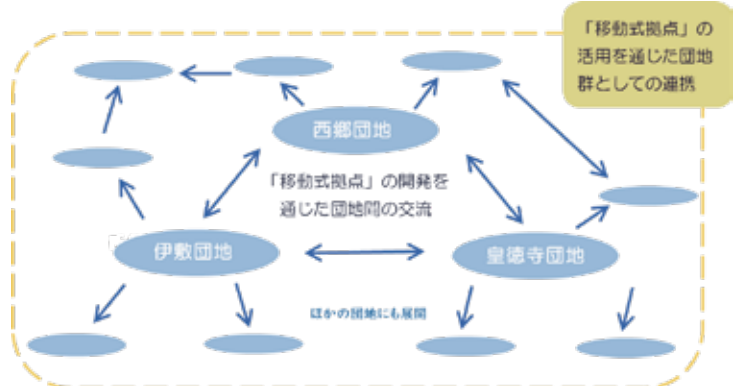 「移動式拠点」の
活用を通じた団地
群としての連携
西郷団地
「移動式拠点」の開発を
通じた団地間の交流
伊敷団地
皇徳寺団地
ほかの団地にも展開